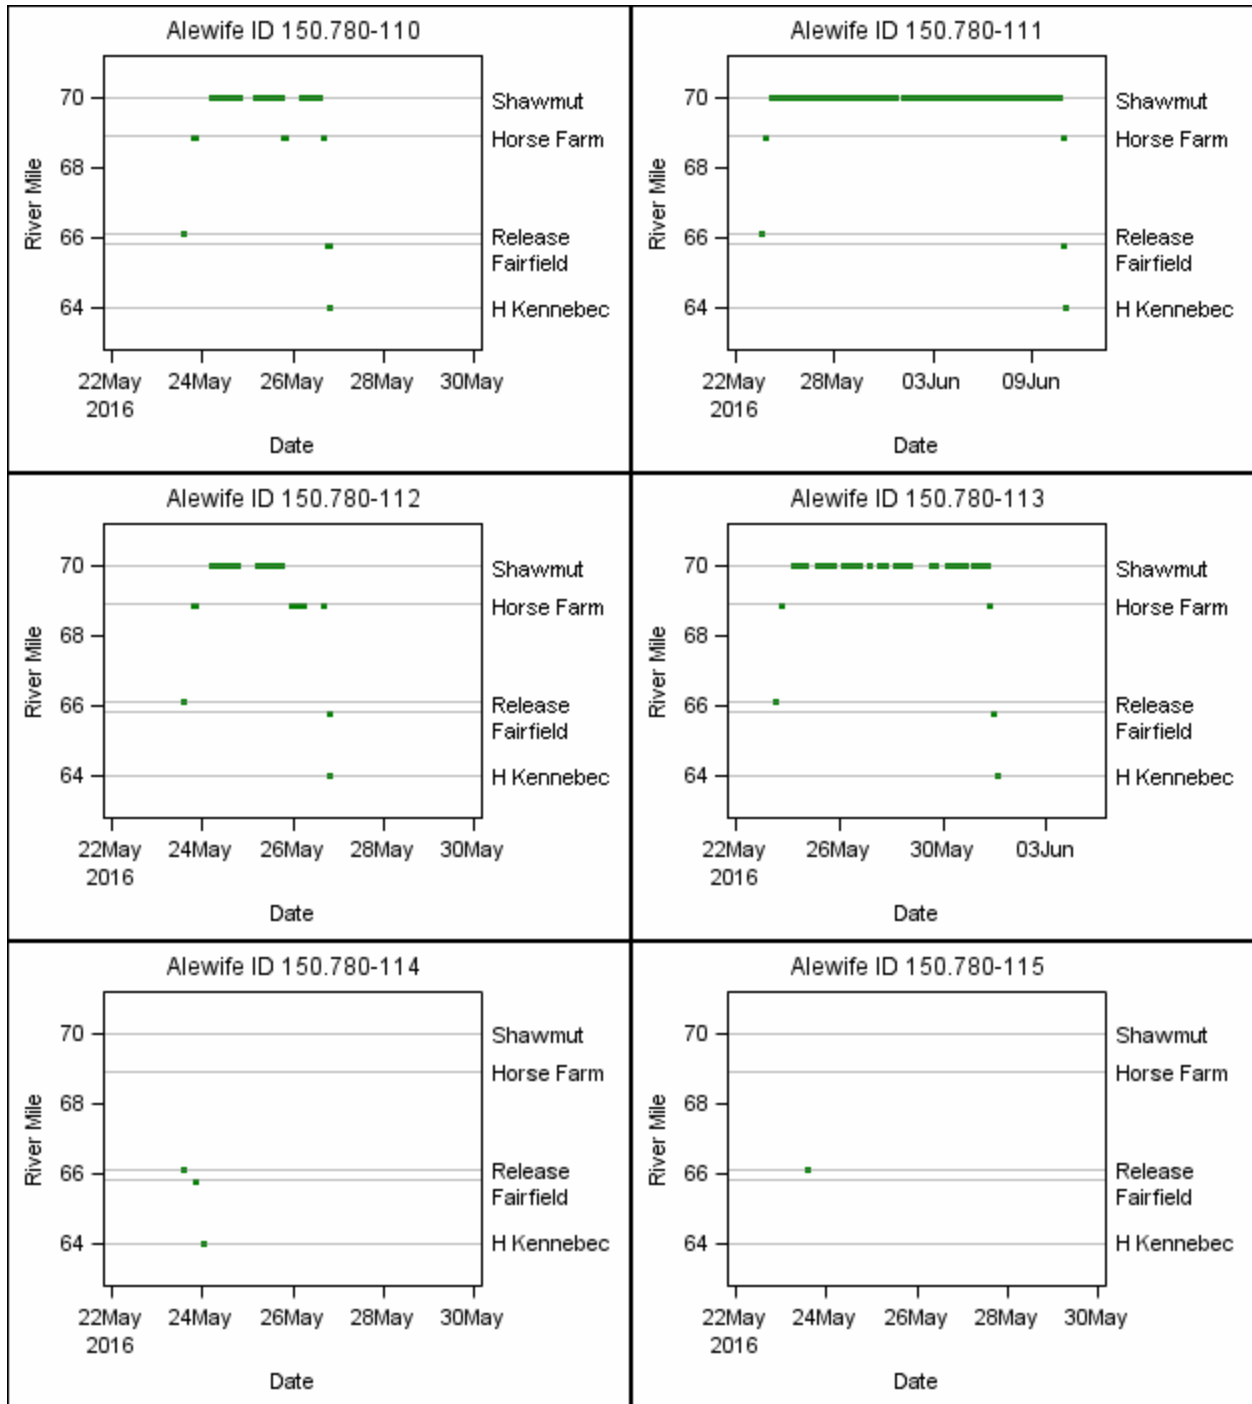 Alewife ID 150.780-110
70
68
66
64
River Mile
Shawmut
Horse Farm
Release
Fairfield
H Kennebec
22May 24May 26May 28May 30May
2016
Date
Alewife ID 150.780-111
70
68
66
64
River Mile
Shawmut
Horse Farm
Release
Fairfield
H Kennebec
22May 28May 03Jun 09Jun
2016
Date
Alewife ID 150.780-112
70
68
66
64
River Mile
Shawmut
Horse Farm
Release
Fairfield
H Kennebec
22May 24May 26May 28May 30May
2016
Date
Alewife ID 150.780-113
70
68
66
64
River Mile
Shawmut
Horse Farm
Release
Fairfield
H Kennebec
22May 26May 30May 03Jun
2016
Date
Alewife ID 150.780-114
70
68
66
64
River Mile
Shawmut
Horse Farm
Release
Fairfield
H Kennebec
22May 24May 26May 28May 30May
2016
Date
Alewife ID 150.780-115
70
68
66
64
River Mile
Shawmut
Horse Farm
Release
Fairfield
H Kennebec
22May 24May 26May 28May 30May
2016
Date